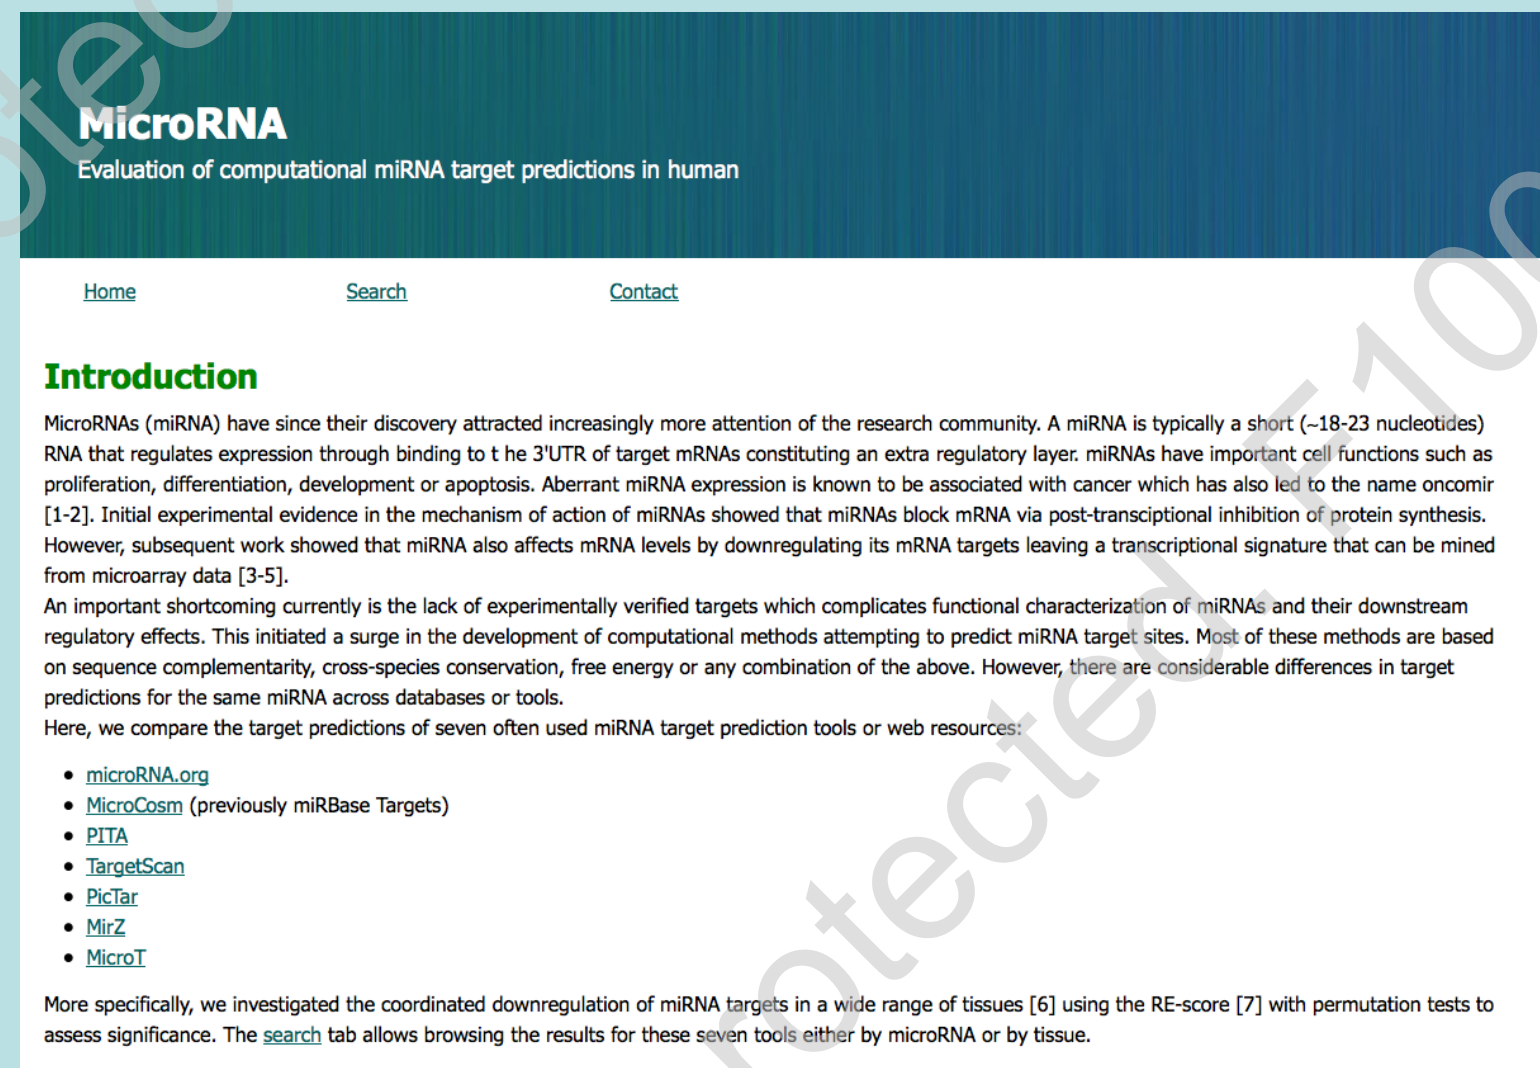 MicroRNA
Evaluation of computational miRNA target predictions in human
Home Search Contact
Introduction
MicroRNAs (miRNA) have since their discovery attracted increasingly more attention of the research community. A miRNA is typically a short (~18-23 nucleotides)
RNA that regulates expression through binding to t he 3'UTR of target mRNAs constituting an extra regulatory layer. miRNAs have important cell functions such as
proliferation, differentiation, development or apoptosis. Aberrant miRNA expression is known to be associated with cancer which has also led to the name oncomir
[1-2]. Initial experimental evidence in the mechanism of action of miRNAs showed that miRNAs block mRNA via post-transciptional inhibition of protein synthesis.
However, subsequent work showed that miRNA also affects mRNA levels by downregulating its mRNA targets leaving a transcriptional signature that can be mined
from microarray data [3-5].
An important shortcoming currently is the lack of experimentally verified targets which complicates functional characterization of miRNAs and their downstream
regulatory effects. This initiated a surge in the development of computational methods attempting to predict miRNA target sites. Most of these methods are based
on sequence complementarity, cross-species conservation, free energy or any combination of the above. However, there are considerable differences in target
predictions for the same miRNA across databases or tools.
Here, we compare the target predictions of seven often used miRNA target prediction tools or web resources:
• microRNA.org
• MicroCosm (previously miRBase Targets)
• PITA
• TargetScan
• PicTar
• MirZ
• MicroT
More specifically, we investigated the coordinated downregulation of miRNA targets in a wide range of tissues [6] using the RE-score [7] with permutation tests to
assess significance. The search tab allows browsing the results for these seven tools either by microRNA or by tissue.